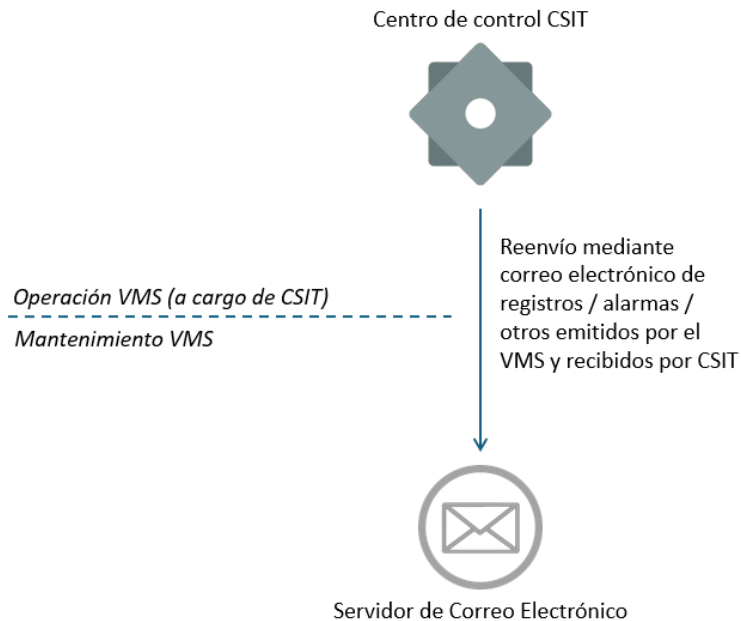 Centro de control CSIT
Reenvío mediante
correo electrónico de
registros / alarmas /
otros emitidos por el
VMS y recibidos por CSIT
Operación VMS (a cargo de CSIT)
Mantenimiento VMS
Servidor de Correo Electrónico